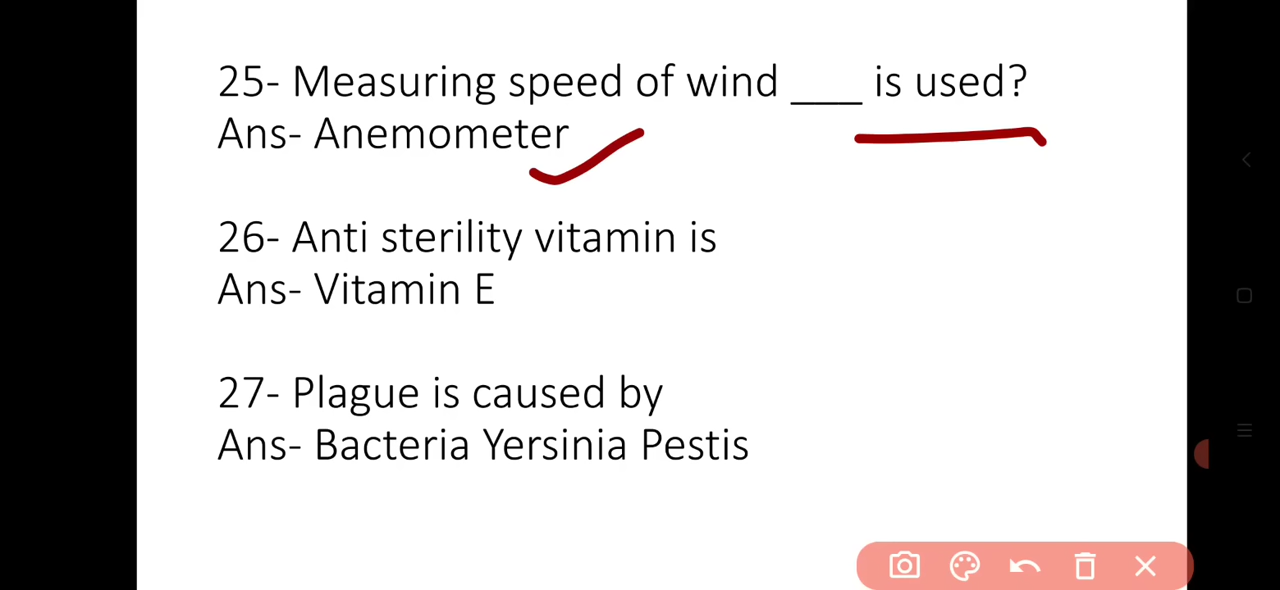 25- Measuring speed of wind ___ is used?
Ans- Anemometer
26- Anti sterility vitamin is
Ans- Vitamin E
27- Plague is caused by
Ans- Bacteria Yersinia Pestis